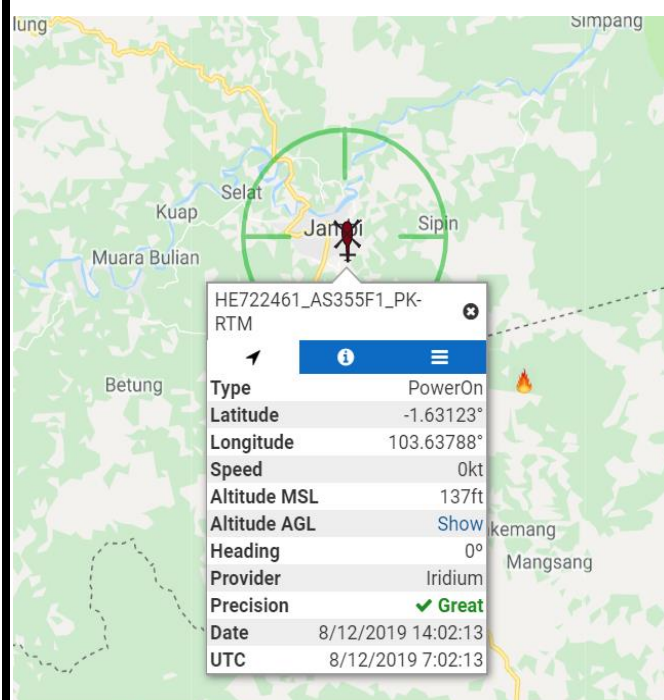 lung
Simpang
Selat
Kuap
Sipin
Muara Bulian
HE722461_AS355F1_PK-
RTM
Betung
Type PowerOn
Latitude -1.63123°
Longitude 103.63788°
Speed 0kt
Altitude MSL 137ft
Altitude AGL Show
kemang
Heading 0°
Mangsang
Provider Iridium
Precision ✔ Great
Date 8/12/2019 14:02:13
UTC 8/12/2019 7:02:13